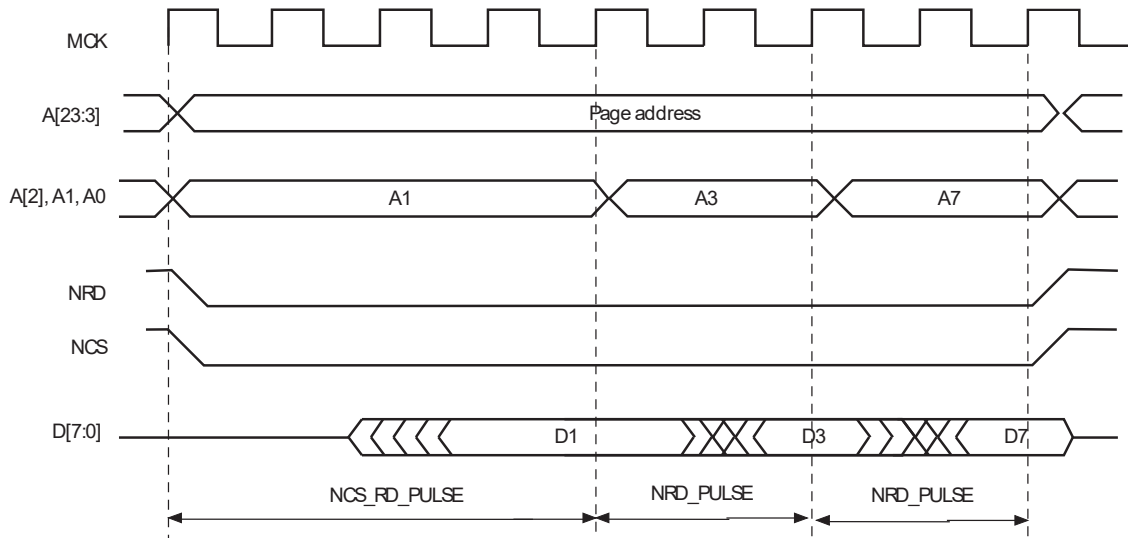 MCK
A[23:3]
Page address
A[2], A1, A0
A1
A3
A7
NRD
NCS
D[7:0]
D1
D3
D7
NCS_RD_PULSE
NRD_PULSE
NRD_PULSE